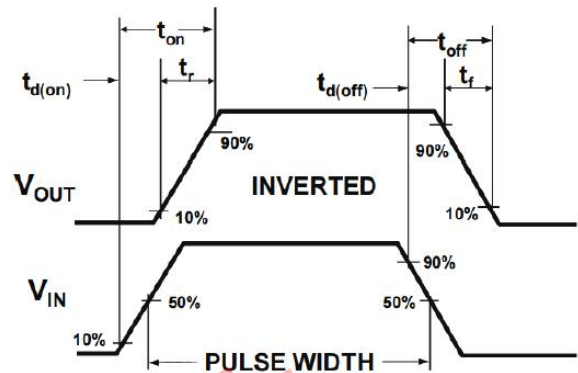 ton
toff
tr
tf
td(on)
td(off)
90%
90%
VOUT
INVERTED
10%
10%
90%
VIN
50%
50%
10%
PULSE WIDTH